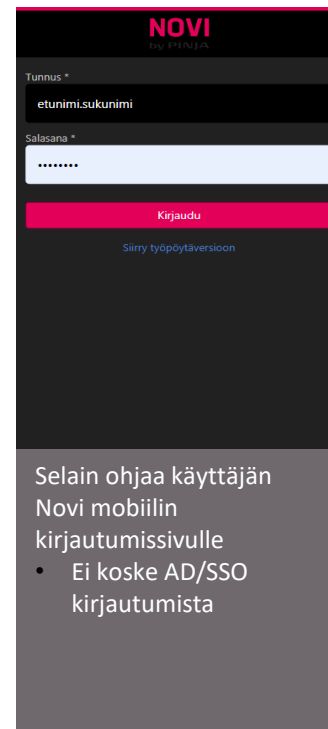 NOVI
by PINJA
Tunnus *
etunimi.sukunimi
Salasana *
••••••••
Kirjaudu
Siirry työpöytäversioon
Selain ohjaa käyttäjän
Novi mobiilin
kirjautumissivulle
• Ei koske AD/SSO
kirjautumista